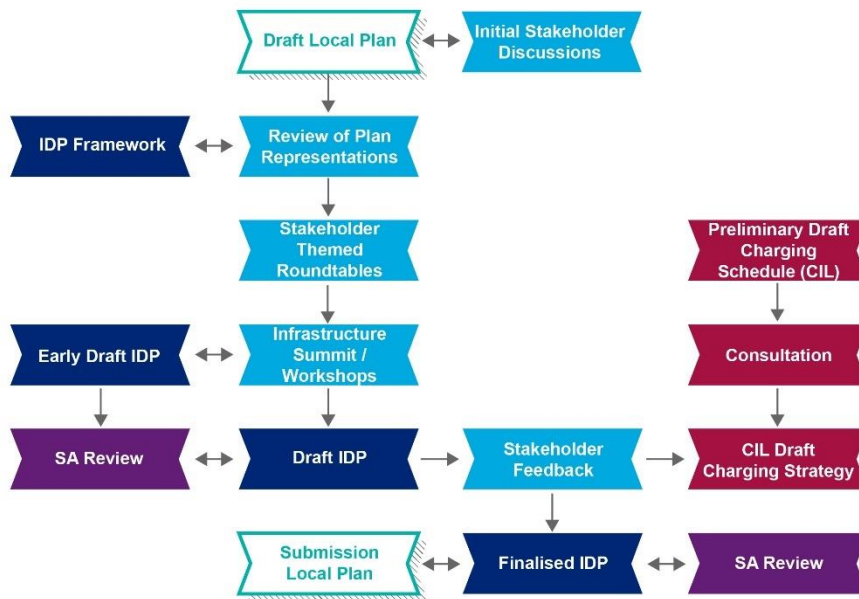 Draft Local Plan
Initial Stakeholder
Discussions
IDP Framework
Review of Plan
Representations
Stakeholder
Themed
Roundtables
Preliminary Draft
Charging
Schedule (CIL)
Early Draft IDP
Infrastructure
Summit /
Workshops
Consultation
SA Review
Draft IDP
Stakeholder
Feedback
CIL Draft
Charging Strategy
Submission
Local Plan
Finalised IDP
SA Review